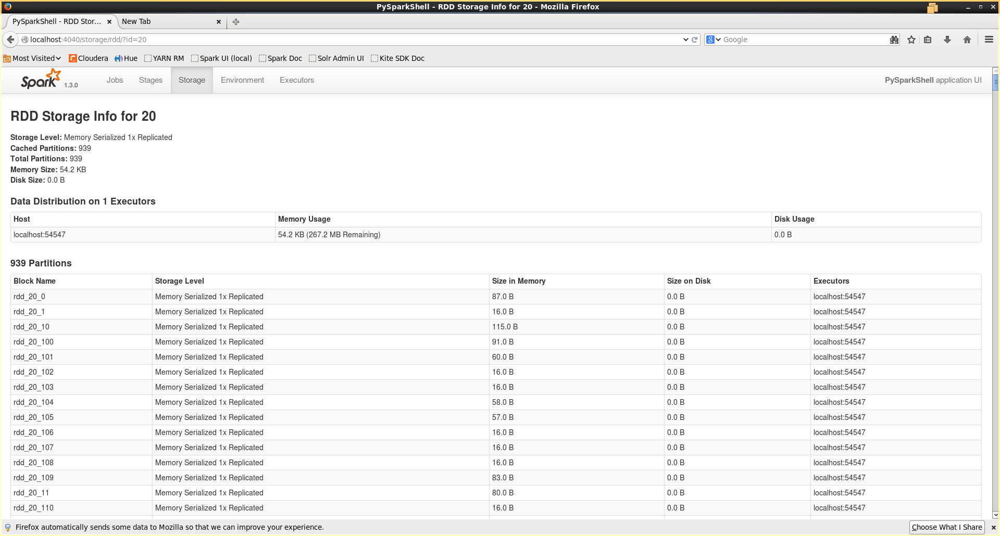 PySparkShell - RDD Storage Info for 20 - Mozilla Firefox
PySparkShell - RDD Stor... New Tab
localhost:4040/storage/rdd/?id=20 Google
Most Visited Cloudera Hue YARN RM Spark UI (local) Spark Doc Solr Admin UI Kite SDK Doc
Spark 1.3.0 Jobs Stages Storage Environment Executors PySparkShell application UI
RDD Storage Info for 20
Storage Level: Memory Serialized 1x Replicated
Cached Partitions: 939
Total Partitions: 939
Memory Size: 54.2 KB
Disk Size: 0.0 B
Data Distribution on 1 Executors
Host Memory Usage Disk Usage
localhost:54547 54.2 KB (267.2 MB Remaining) 0.0 B
939 Partitions
Block Name Storage Level Size in Memory Size on Disk Executors
rdd_20_0 Memory Serialized 1x Replicated 87.0 B 0.0 B localhost:54547
rdd_20_1 Memory Serialized 1x Replicated 16.0 B 0.0 B localhost:54547
rdd_20_10 Memory Serialized 1x Replicated 115.0 B 0.0 B localhost:54547
rdd_20_100 Memory Serialized 1x Replicated 91.0 B 0.0 B localhost:54547
rdd_20_101 Memory Serialized 1x Replicated 60.0 B 0.0 B localhost:54547
rdd_20_102 Memory Serialized 1x Replicated 16.0 B 0.0 B localhost:54547
rdd_20_103 Memory Serialized 1x Replicated 16.0 B 0.0 B localhost:54547
rdd_20_104 Memory Serialized 1x Replicated 58.0 B 0.0 B localhost:54547
rdd_20_105 Memory Serialized 1x Replicated 57.0 B 0.0 B localhost:54547
rdd_20_106 Memory Serialized 1x Replicated 16.0 B 0.0 B localhost:54547
rdd_20_107 Memory Serialized 1x Replicated 16.0 B 0.0 B localhost:54547
rdd_20_108 Memory Serialized 1x Replicated 16.0 B 0.0 B localhost:54547
rdd_20_109 Memory Serialized 1x Replicated 83.0 B 0.0 B localhost:54547
rdd_20_11 Memory Serialized 1x Replicated 80.0 B 0.0 B localhost:54547
rdd_20_110 Memory Serialized 1x Replicated 16.0 B 0.0 B localhost:54547
Firefox automatically sends some data to Mozilla so that we can improve your experience. Choose What I Share